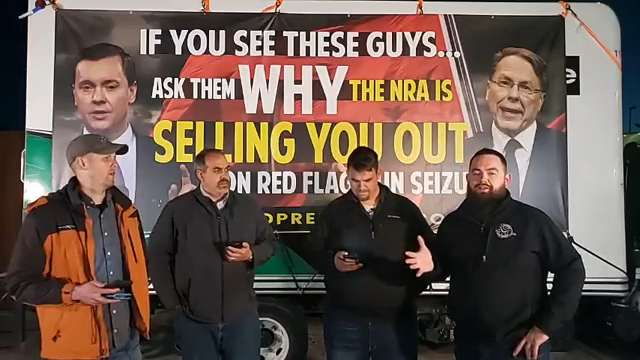 IF YOU SEE THESE GUYS...
ASK THEM WHY THE NRA IS
SELLING YOU OUT
ON RED FLAG